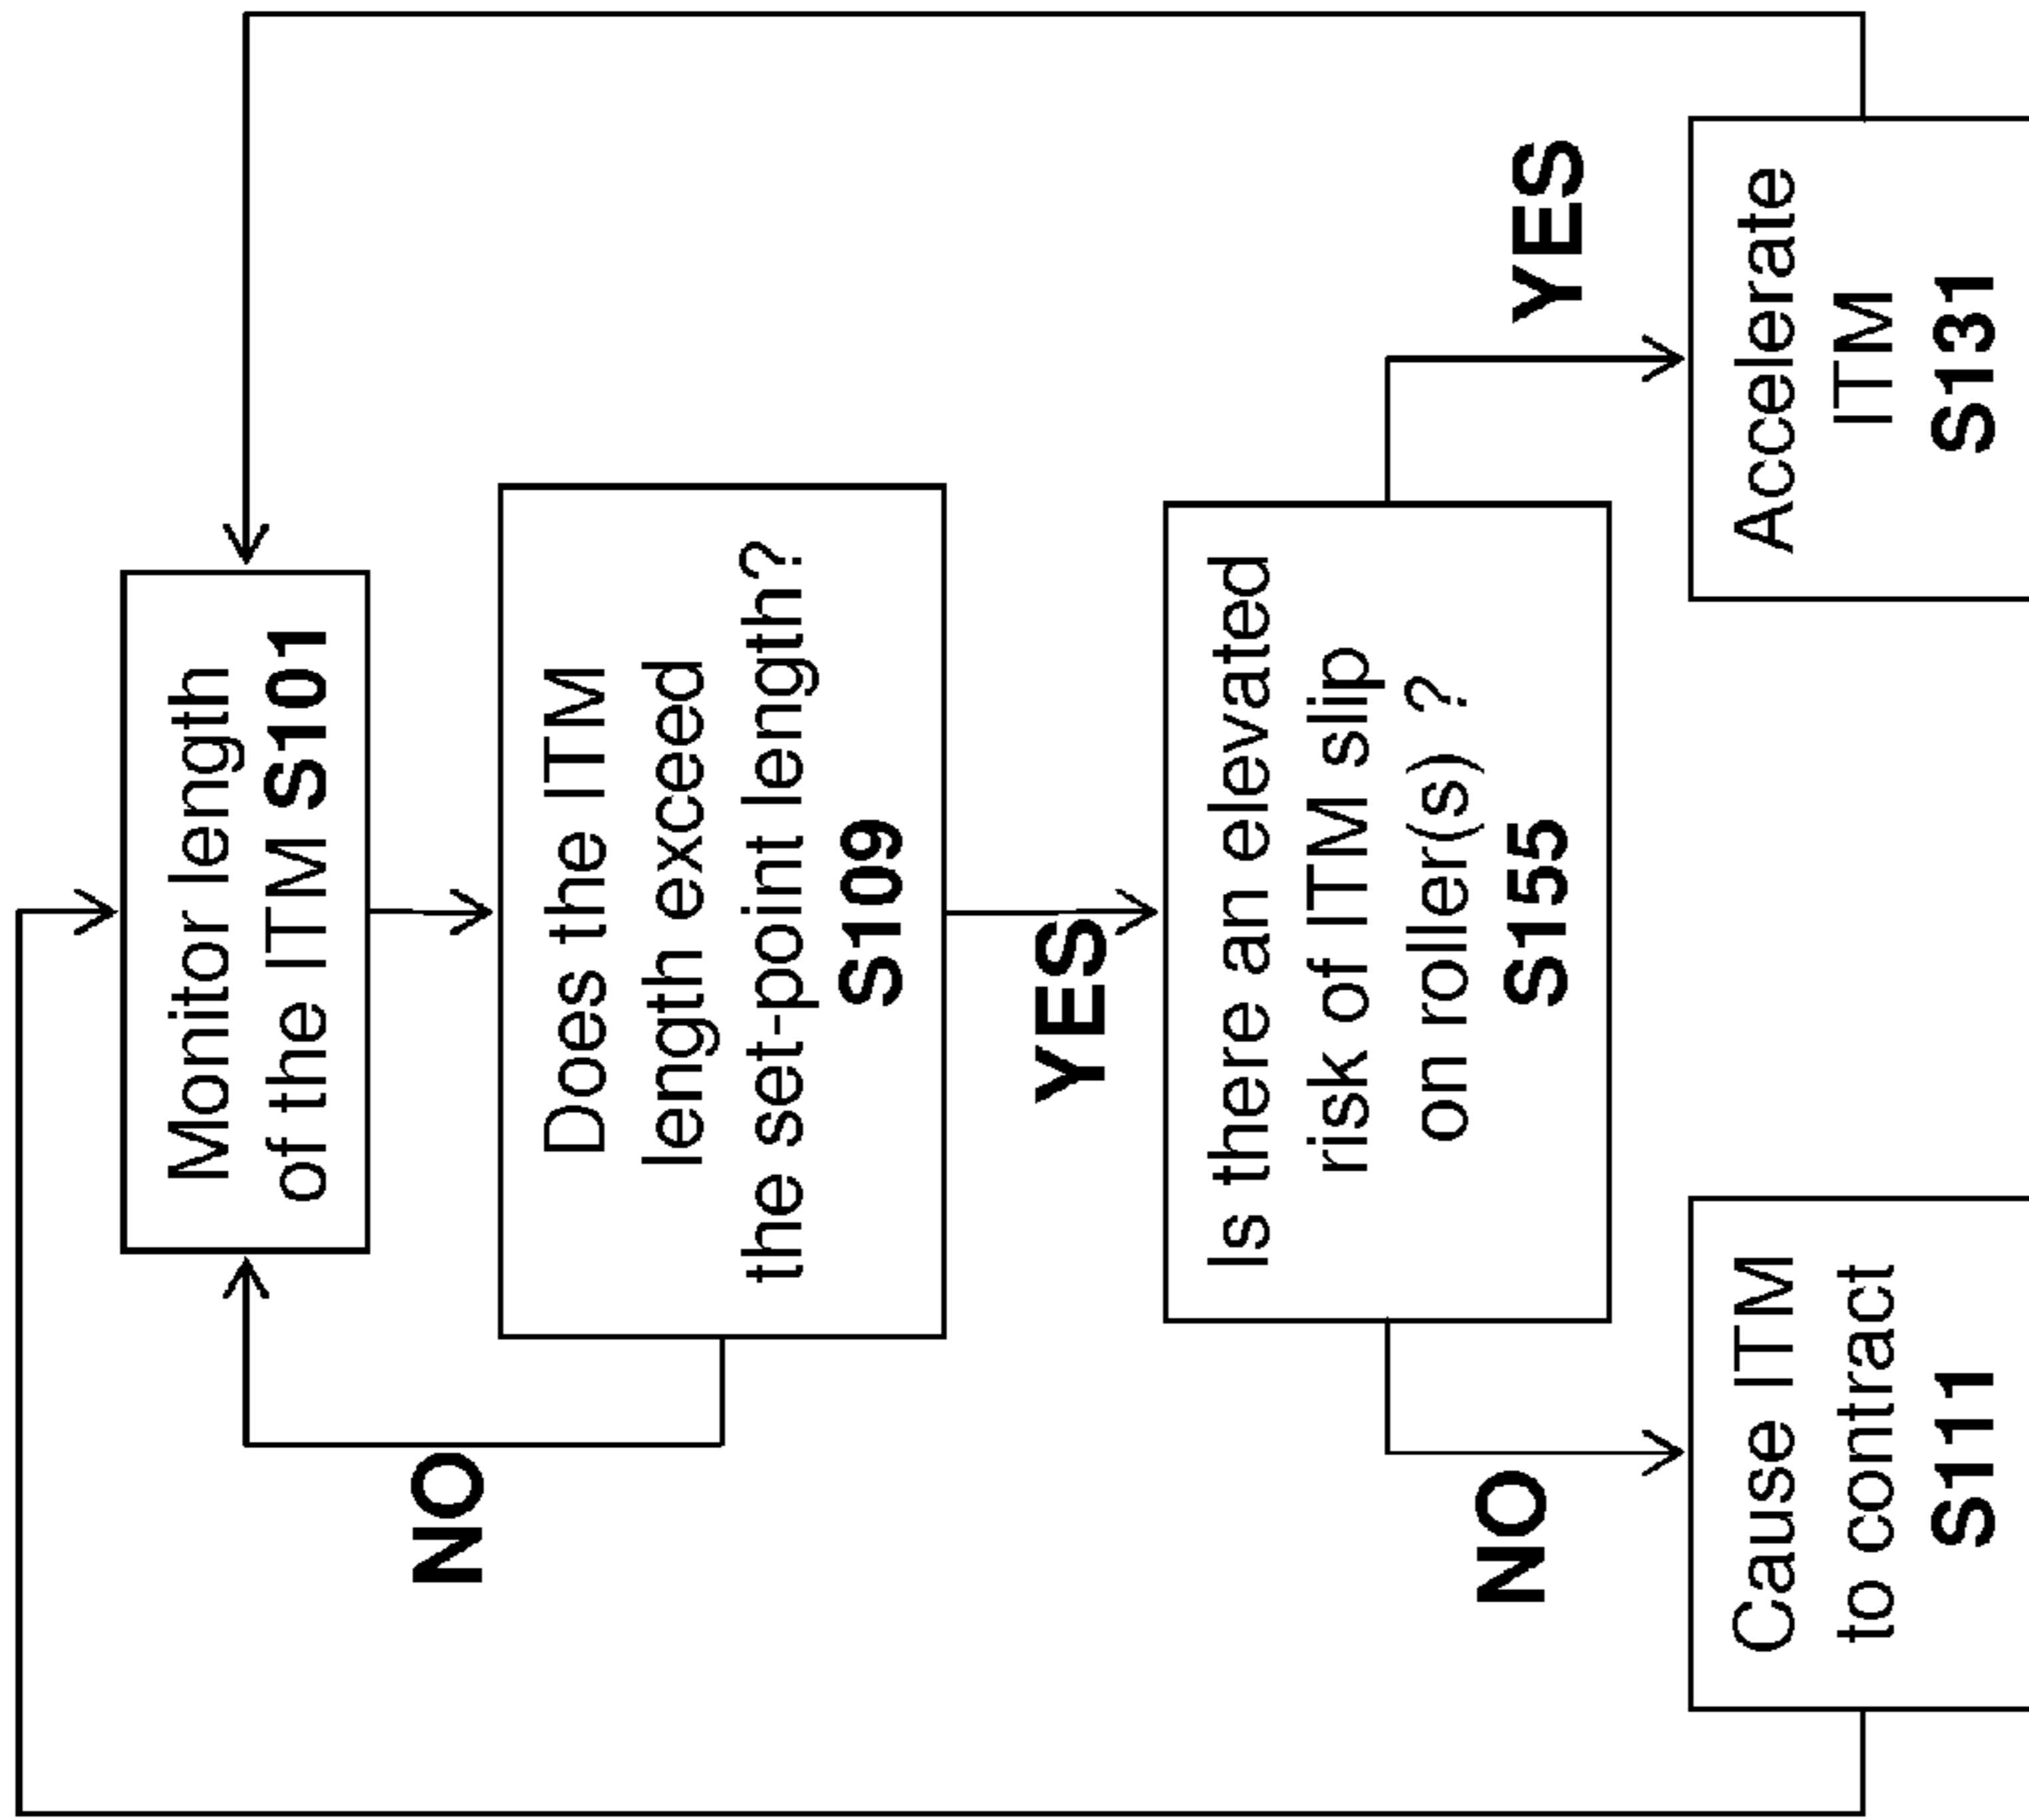 Monitor length
of the ITM S101
NO
Does the ITM
length exceed
the set-point length?
S109
YES
Is there an elevated
risk of ITM slip
on roller(s) ?
S155
NO
YES
Cause ITM
to contract
S111
Accelerate
ITM
S131